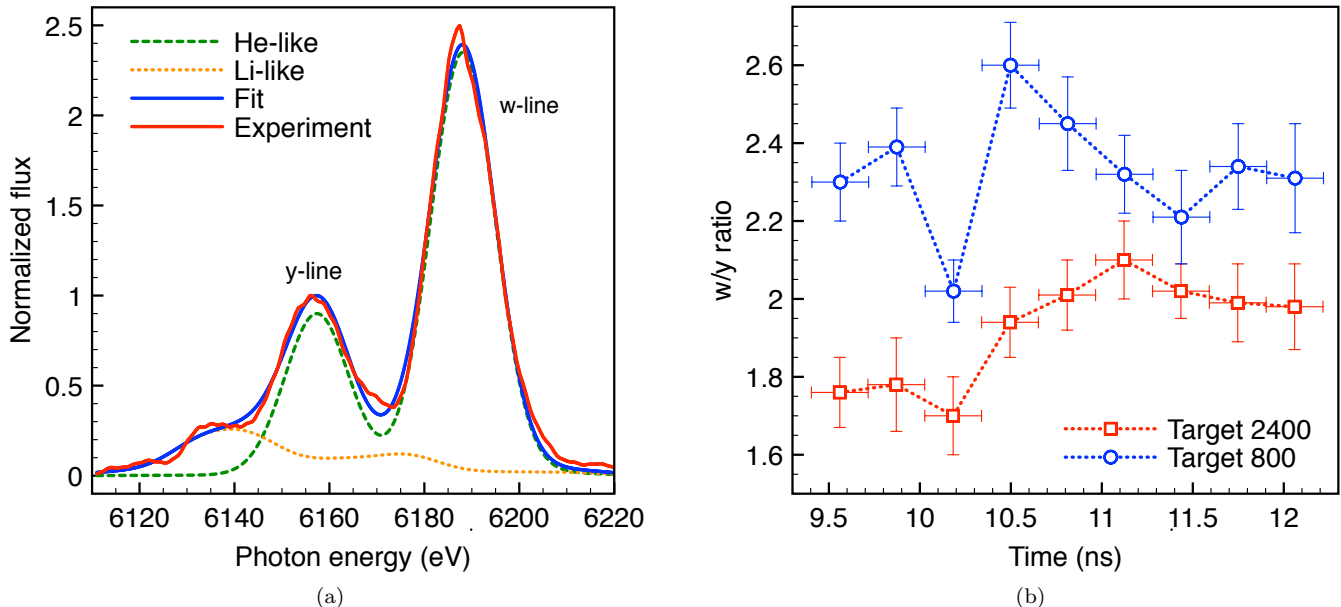 2.5
2
1.5
1
0.5
0
Normalized flux
He-like
Li-like
Fit
Experiment
w-line
y-line
6120 6140 6160 6180 6200 6220
Photon energy (eV)
(a)
2.6
2.4
2.2
2
1.8
1.6
w/y ratio
Target 2400
Target 800
9.5 10 10.5 11 11.5 12
Time (ns)
(b)